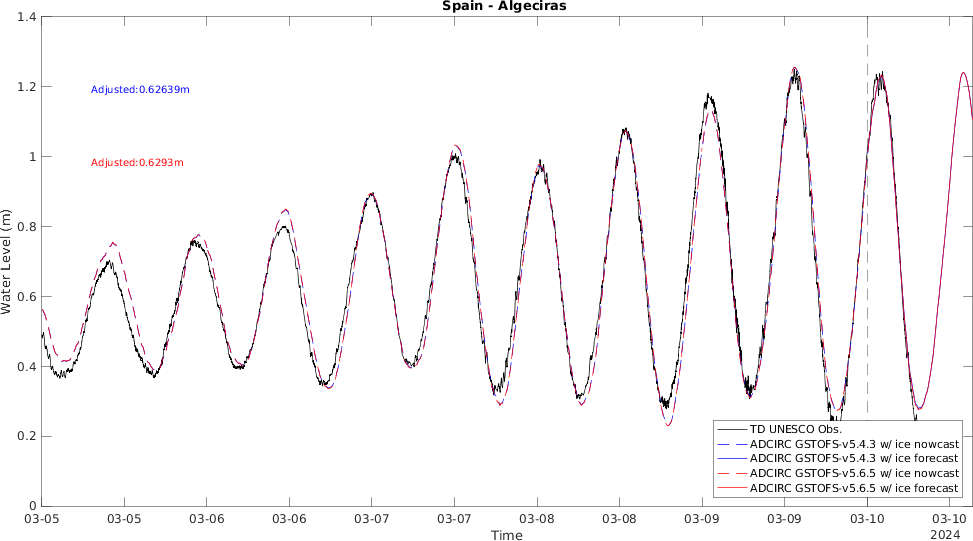 Spain - Algeciras
1.4
1.2
1
0.8
0.6
0.4
0.2
0
Water Level (m)
Adjusted:0.62639m
Adjusted:0.6293m
TD UNESCO Obs.
ADCIRC GSTOFS-v5.4.3 w/ ice nowcast
ADCIRC GSTOFS-v5.4.3 w/ ice forecast
ADCIRC GSTOFS-v5.6.5 w/ ice nowcast
ADCIRC GSTOFS-v5.6.5 w/ ice forecast
03-05 03-05 03-06 03-06 03-07 03-07 03-08 03-08 03-09 03-09 03-10 03-10
Time
2024